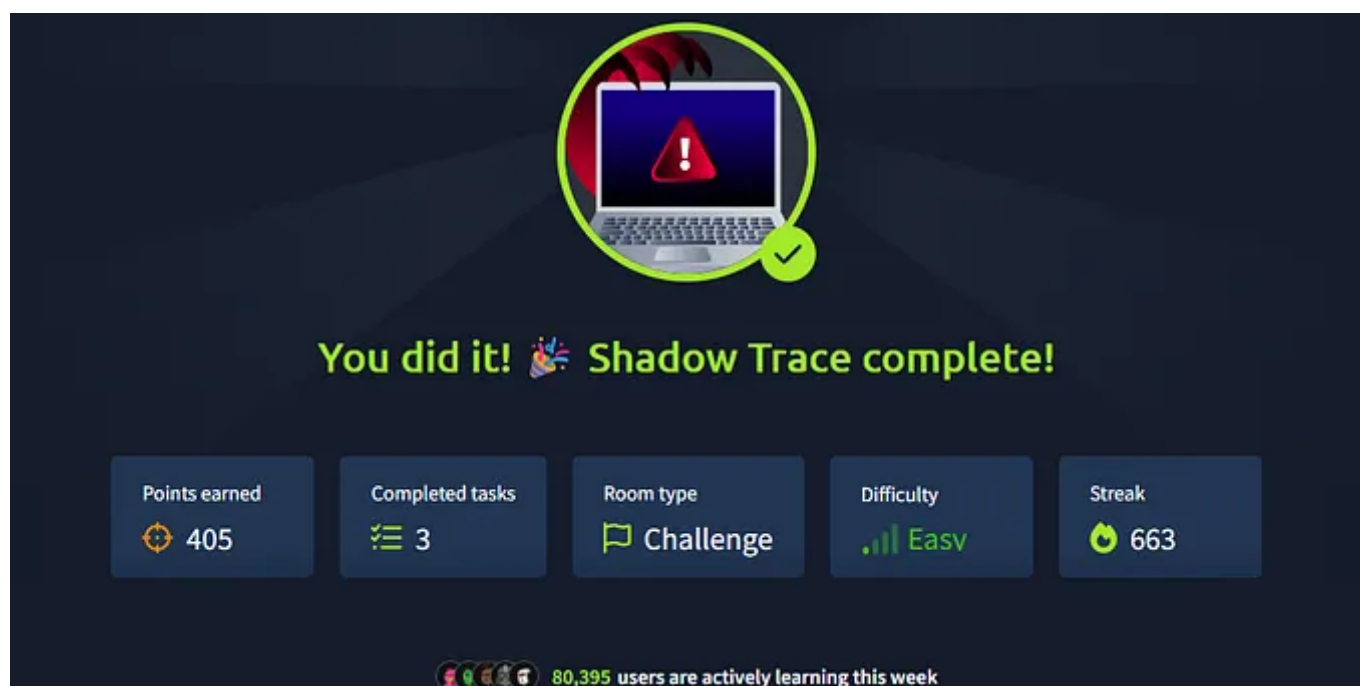 You did it! 🎉 Shadow Trace complete!
Points earned
405
Completed tasks
3
Room type
Challenge
Difficulty
Easy
Streak
663
80,395 users are actively learning this week